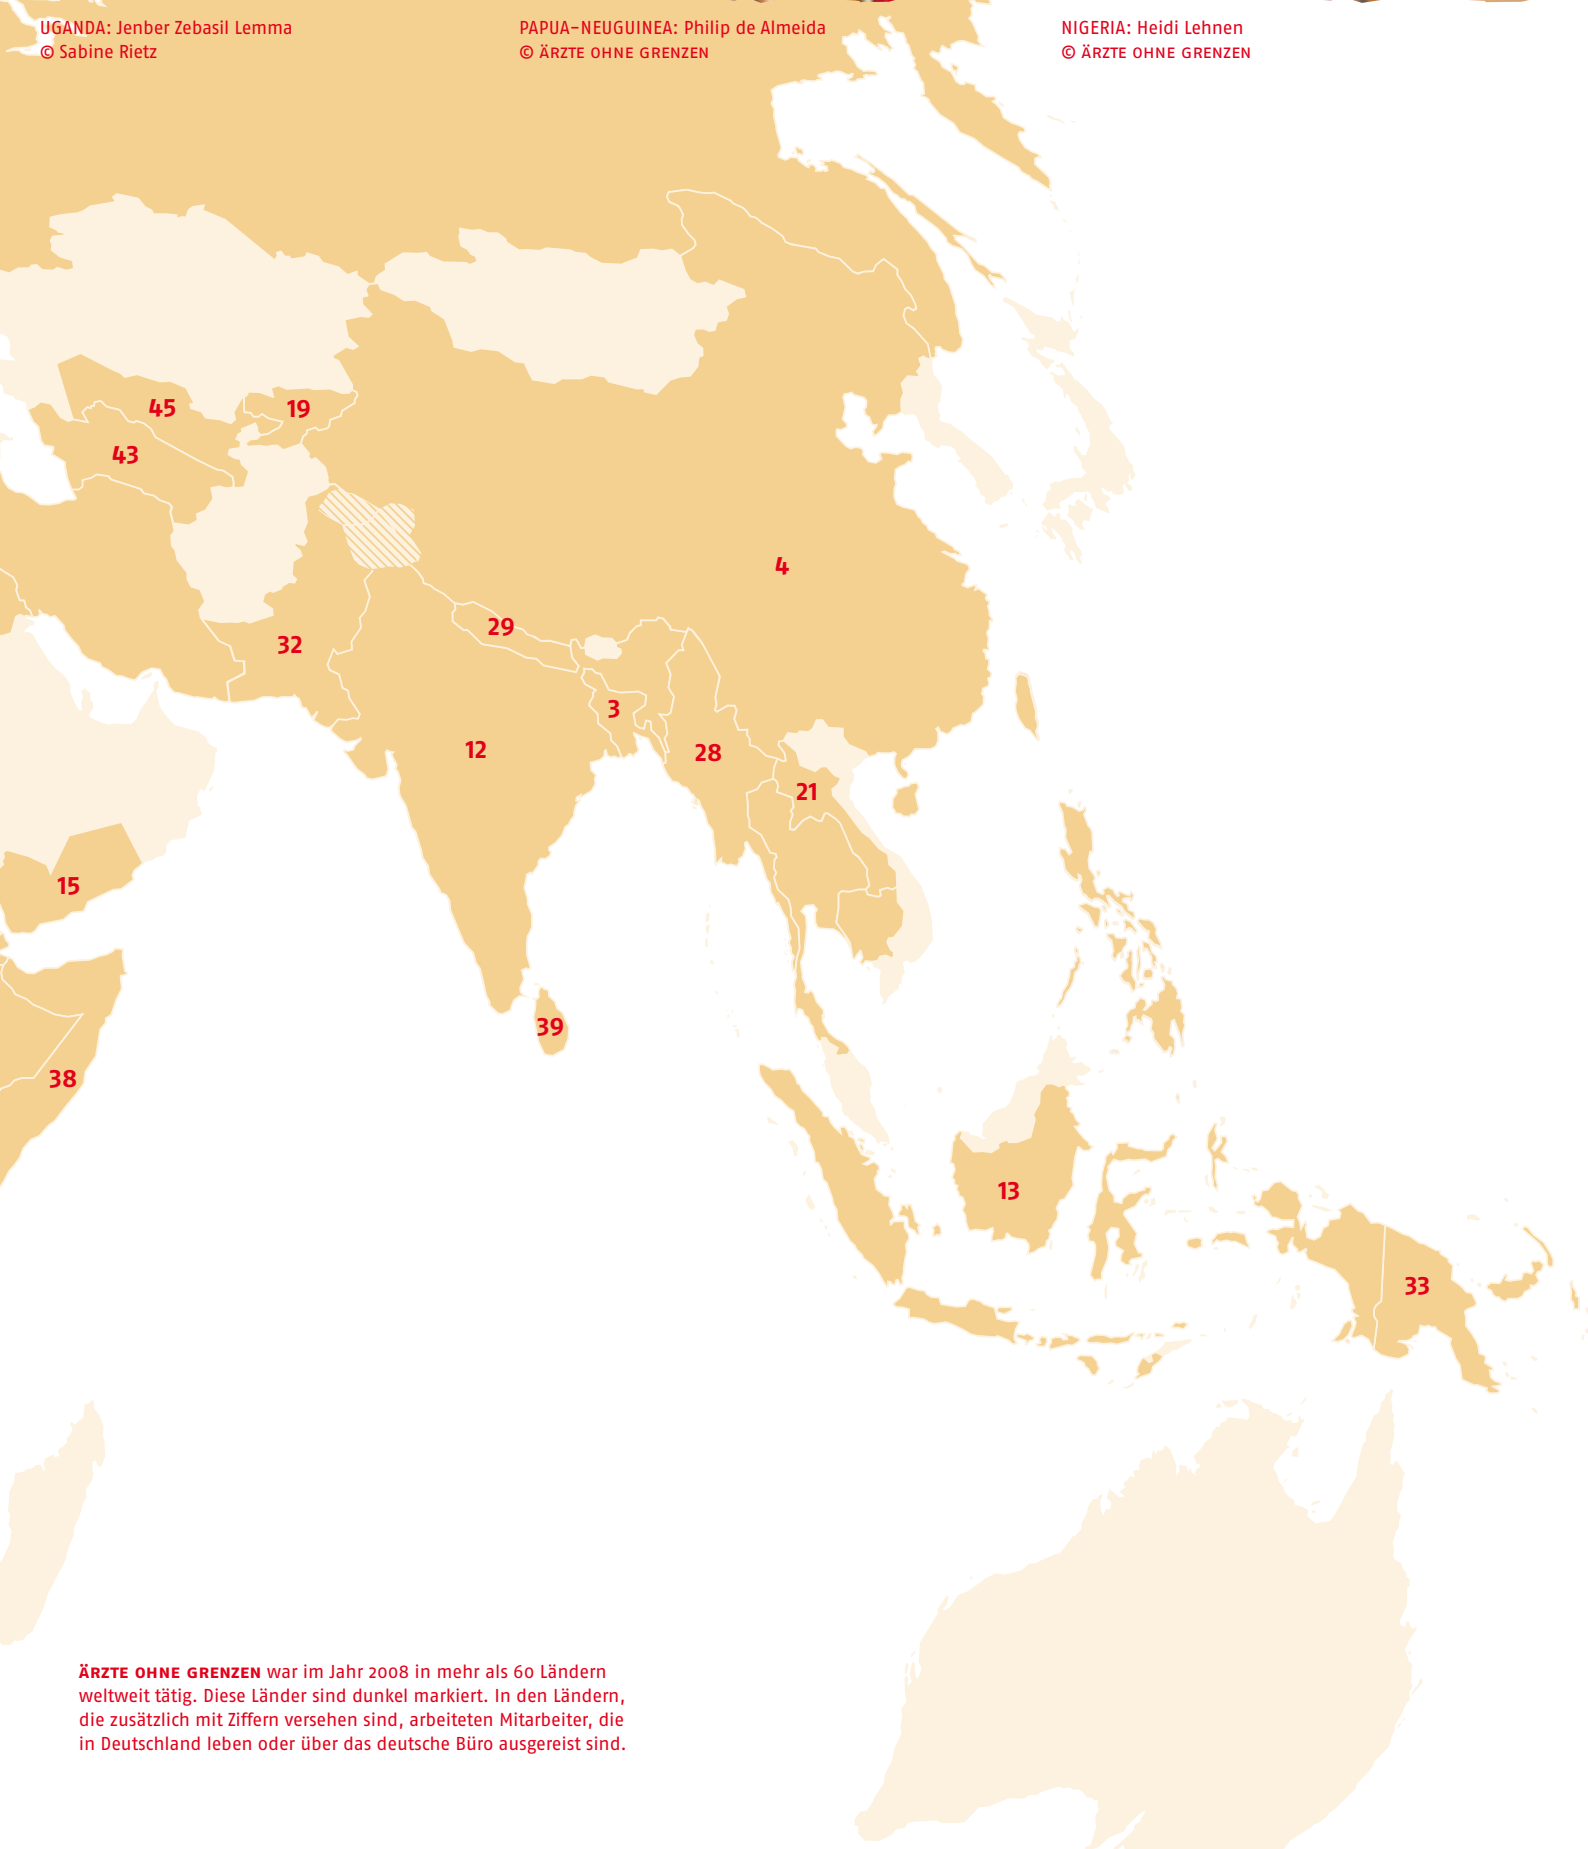 UGANDA: Jenber Zebasil Lemma
© Sabine Rietz
PAPUA-NEUGUINEA: Philip de Almeida
© ÄRZTE OHNE GRENZEN
NIGERIA: Heidi Lehnen
© ÄRZTE OHNE GRENZEN
45
19
43
4
29
32
3
12
28
21
15
39
38
13
33
ÄRZTE OHNE GRENZEN war im Jahr 2008 in mehr als 60 Ländern
weltweit tätig. Diese Länder sind dunkel markiert. In den Ländern,
die zusätzlich mit Ziffern versehen sind, arbeiteten Mitarbeiter, die
in Deutschland leben oder über das deutsche Büro ausgereist sind.